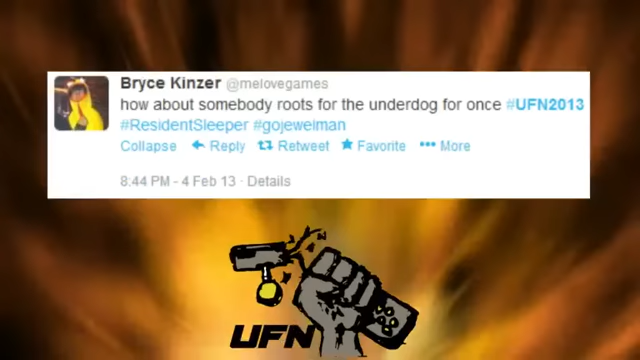 Bryce Kinzer @melovegames
how about somebody roots for the underdog for once #UFN2013
#ResidentSleeper #gojeweiman
Collapse Reply Retweet Favorite More
8:44 PM - 4 Feb 13 · Details
UFN